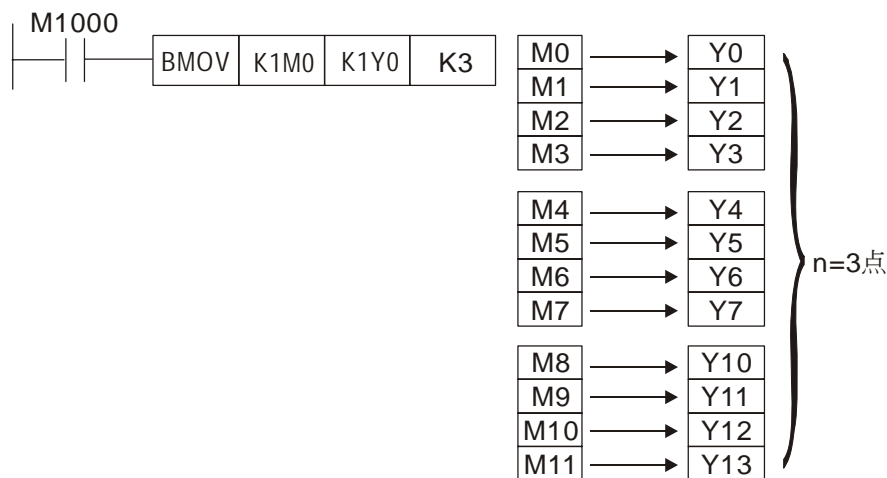 M1000
BMOV K1M0 K1Y0 K3
M0 Y0
M1 Y1
M2 Y2
M3 Y3
M4 Y4
M5 Y5
M6 Y6
M7 Y7
n=3点
M8 Y10
M9 Y11
M10 Y12
M11 Y13